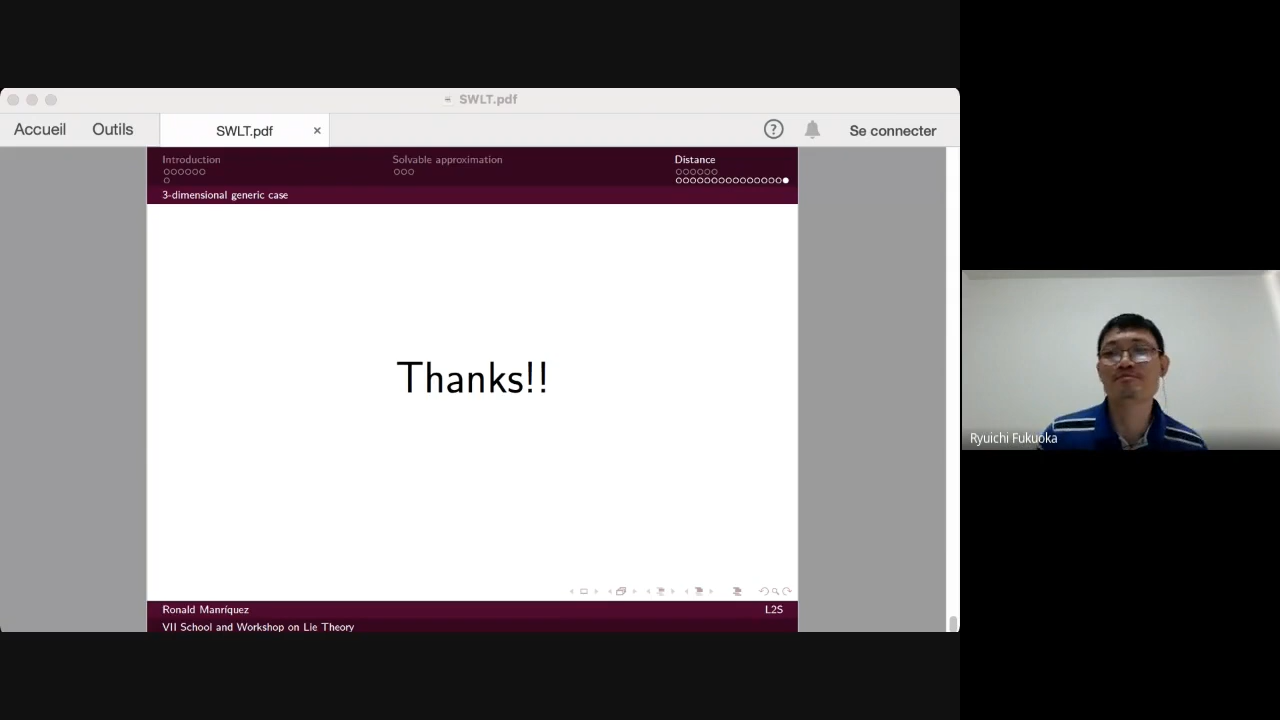 SWLT.pdf
Accueil
Outils
SWLT.pdf
×
?
Se connecter
Introduction
Solvable approximation
Distance
3-dimensional generic case
Thanks!!
Ronald Manríquez
L2S
VII School and Workshop on Lie Theory
Ryuichi Fukuoka